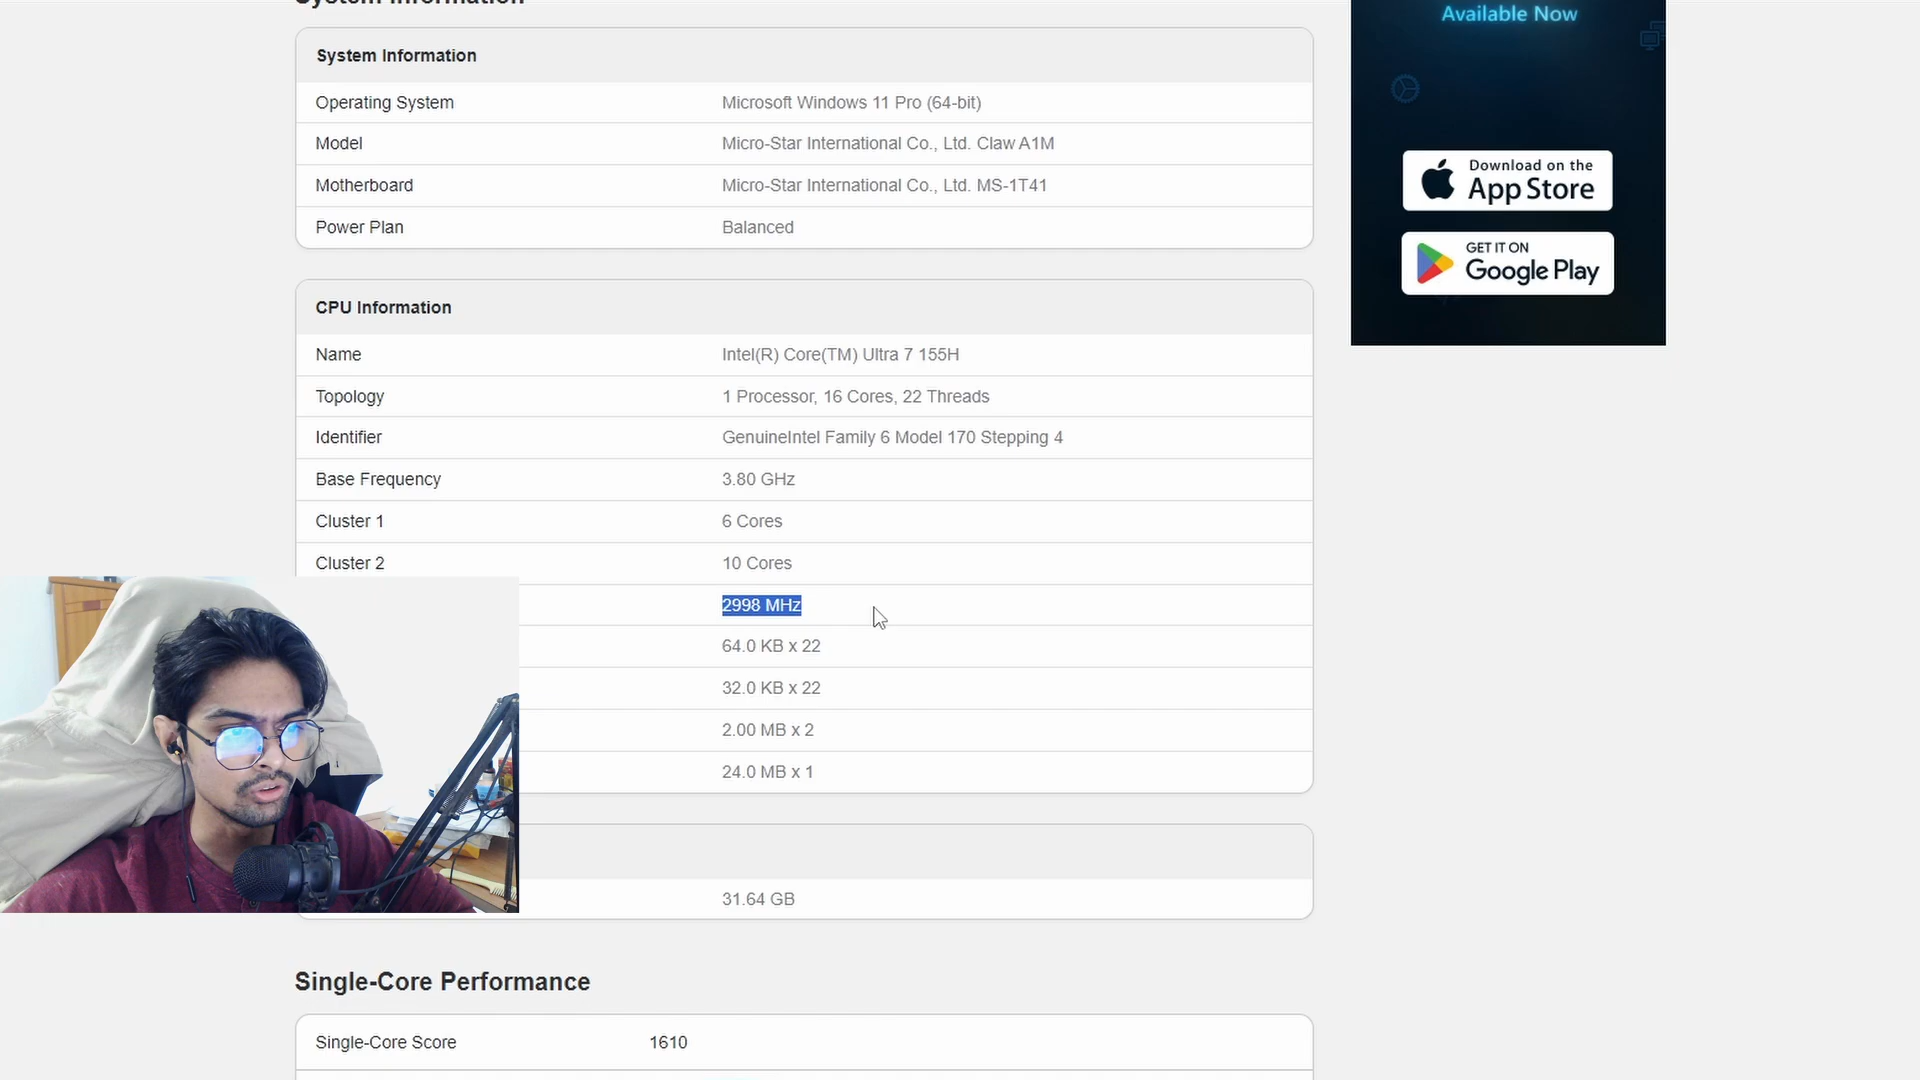 System Information
Available Now
System Information
Operating System Microsoft Windows 11 Pro (64-bit)
Model Micro-Star International Co., Ltd. Claw A1M
Motherboard Micro-Star International Co., Ltd. MS-1T41
Power Plan Balanced
Download on the
App Store
GET IT ON
Google Play
CPU Information
Name Intel(R) Core(TM) Ultra 7 155H
Topology 1 Processor, 16 Cores, 22 Threads
Identifier GenuineIntel Family 6 Model 170 Stepping 4
Base Frequency 3.80 GHz
Cluster 1 6 Cores
Cluster 2 10 Cores
2998 MHz
64.0 KB x 22
32.0 KB x 22
2.00 MB x 2
24.0 MB x 1
31.64 GB
Single-Core Performance
Single-Core Score 1610